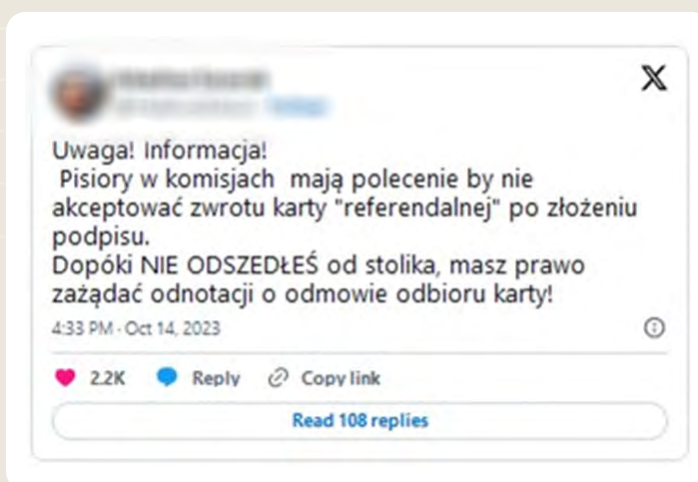 Uwaga! Informacja!
Pisiory w komisjach mają polecenie by nie
akceptować zwrotu karty "referendalnej" po złożeniu
podpisu.
Dopóki NIE ODSZEDŁEŚ od stolika, masz prawo
zażądać odnotacji o odmowie odbioru karty!
4:33 PM · Oct 14, 2023
2.2K Reply Copy link
Read 108 replies